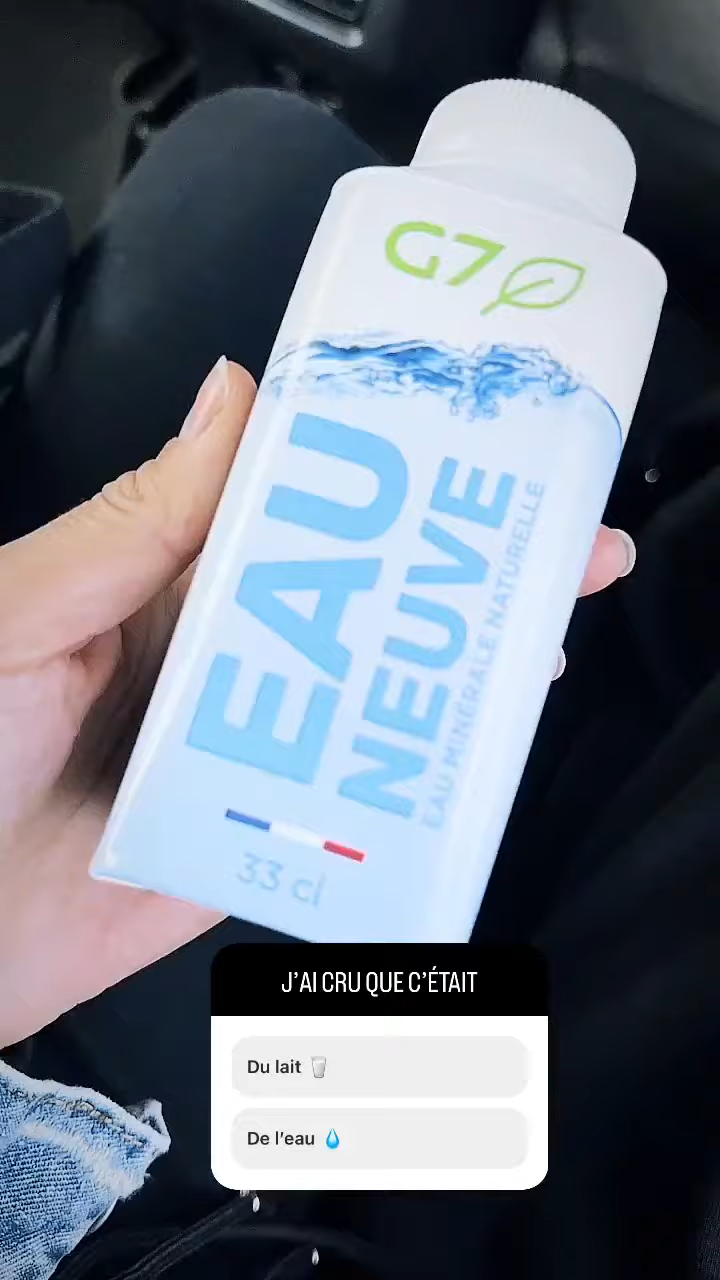 G7
EAU
NEUVE
EAU MINÉRALE NATURELLE
33 cl
J'AI CRU QUE C'ÉTAIT
Du lait 🥛
De l'eau 💧